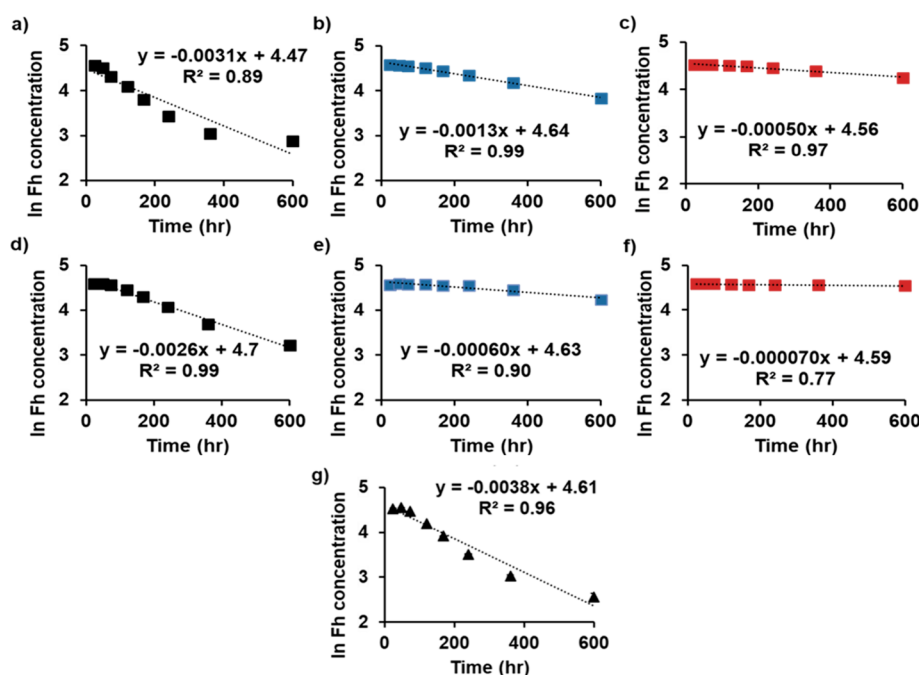 a)
y = -0.0031x + 4.47
R² = 0.89
ln Fh concentration
5
4
3
2
0 200 400 600
Time (hr)
b)
y = -0.0013x + 4.64
R² = 0.99
ln Fh concentration
5
4
3
2
0 200 400 600
Time (hr)
c)
y = -0.00050x + 4.56
R² = 0.97
ln Fh concentration
5
4
3
2
0 200 400 600
Time (hr)
d)
y = -0.0026x + 4.7
R² = 0.99
ln Fh concentration
5
4
3
2
0 200 400 600
Time (hr)
e)
y = -0.00060x + 4.63
R² = 0.90
ln Fh concentration
5
4
3
2
0 200 400 600
Time (hr)
f)
y = -0.000070x + 4.59
R² = 0.77
ln Fh concentration
5
4
3
2
0 200 400 600
Time (hr)
g)
y = -0.0038x + 4.61
R² = 0.96
ln Fh concentration
5
4
3
2
0 200 400 600
Time (hr)